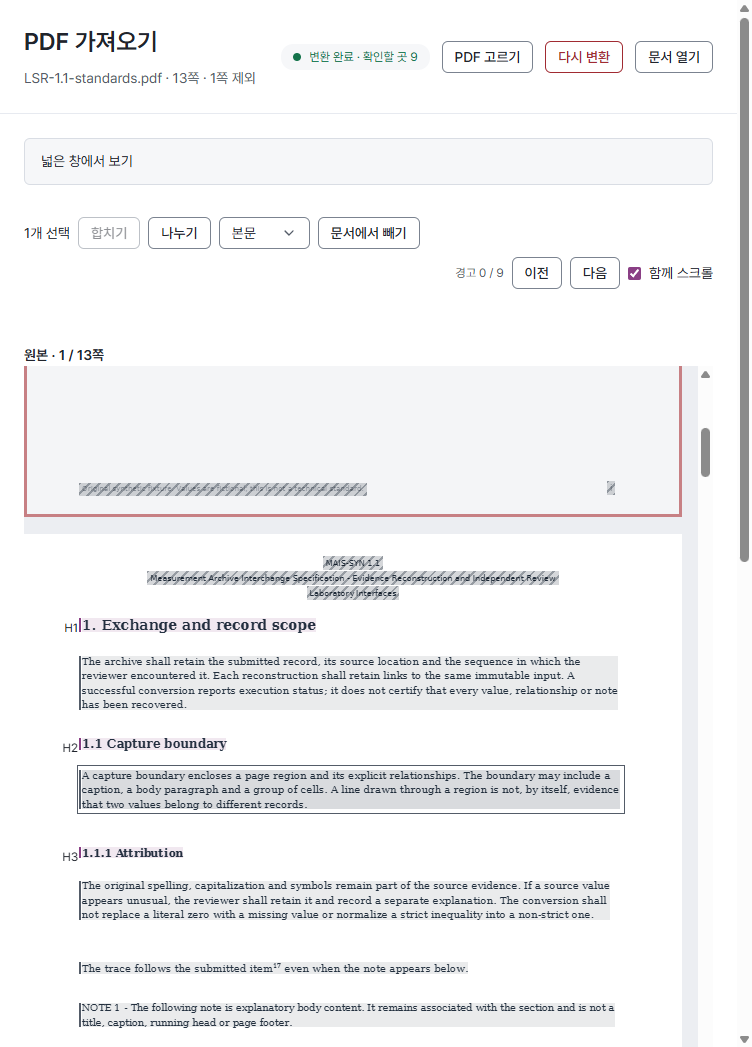 PDF 가져오기
LSR-1.1-standards.pdf · 13쪽 · 1쪽 제외
변환 완료 · 확인할 곳 9
PDF 고르기
다시 변환
문서 열기
넓은 창에서 보기
1개 선택
합치기
나누기
본문
문서에서 빼기
경고 0 / 9
이전
다음
함께 스크롤
원본 · 1 / 13쪽
Original synthetic fixture. Values are fictional; this is not a technical standard.
MAIS-SYN 1.1
Measurement Archive Interchange Specification - Evidence Reconstruction and Independent Review
Laboratory Interfaces
H1 1. Exchange and record scope
The archive shall retain the submitted record, its source location and the sequence in which the
reviewer encountered it. Each reconstruction shall retain links to the same immutable input. A
successful conversion reports execution status; it does not certify that every value, relationship or note
has been recovered.
H2 1.1 Capture boundary
A capture boundary encloses a page region and its explicit relationships. The boundary may include a
caption, a body paragraph and a group of cells. A line drawn through a region is not, by itself, evidence
that two values belong to different records.
H3 1.1.1 Attribution
The original spelling, capitalization and symbols remain part of the source evidence. If a source value
appears unusual, the reviewer shall retain it and record a separate explanation. The conversion shall
not replace a literal zero with a missing value or normalize a strict inequality into a non-strict one.
The trace follows the submitted item¹⁷ even when the note appears below.
NOTE 1 - The following note is explanatory body content. It remains associated with the section and is not a
title, caption, running head or page footer.